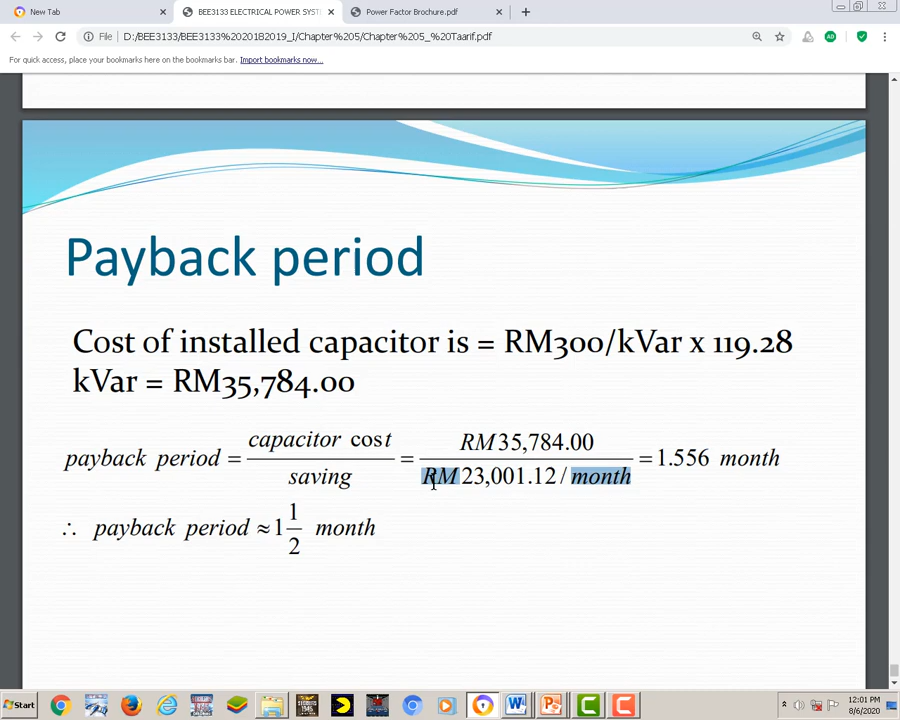 New Tab
BEE3133 ELECTRICAL POWER SYST
Power Factor Brochure.pdf
File
D:/BEE3133/BEE3133%2020182019_I/Chapter%205/Chapter%205_%20Taarif.pdf
For quick access, place your bookmarks here on the bookmarks bar. Import bookmarks now...
Payback period
Cost of installed capacitor is = RM300/kVar x 119.28
kVar = RM35,784.00
payback period = capacitor cost / saving = RM35,784.00 / RM23,001.12/month = 1.556 month
∴ payback period ≈ 1 1/2 month
Start
12:01 PM
8/6/2020